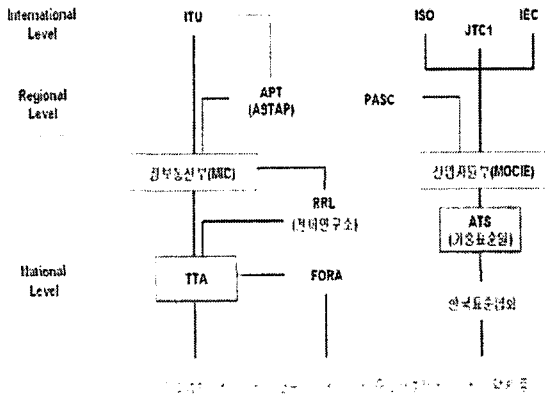 International
Level
ITU
ISO
JTC1
IEC
Regional
Level
APT
(ASTAP)
PASC
정보통신부(MIC)
산업자원부(MOCIE)
RRL
(전파연구소)
ATS
(기술표준원)
National
Level
TTA
FORA
한국표준협회